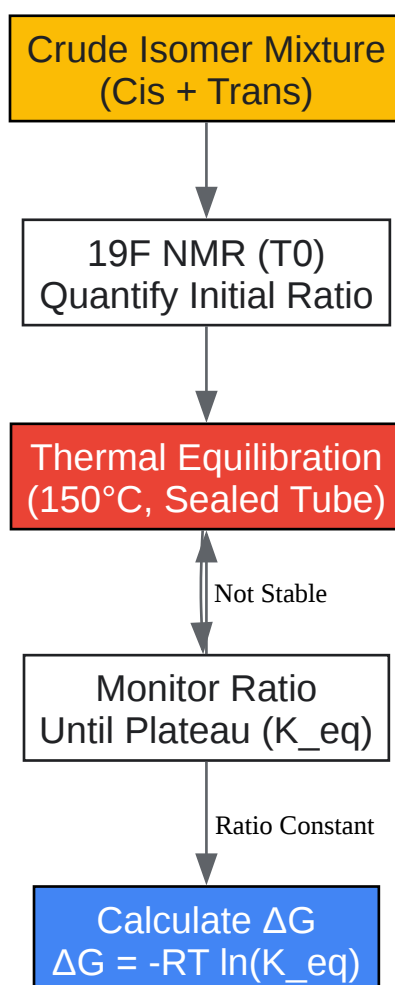 Crude Isomer Mixture
(Cis + Trans)
19F NMR (T0)
Quantify Initial Ratio
Thermal Equilibration
(150°C, Sealed Tube)
Not Stable
Monitor Ratio
Until Plateau (K_eq)
Ratio Constant
Calculate ΔG
ΔG = -RT ln(K_eq)